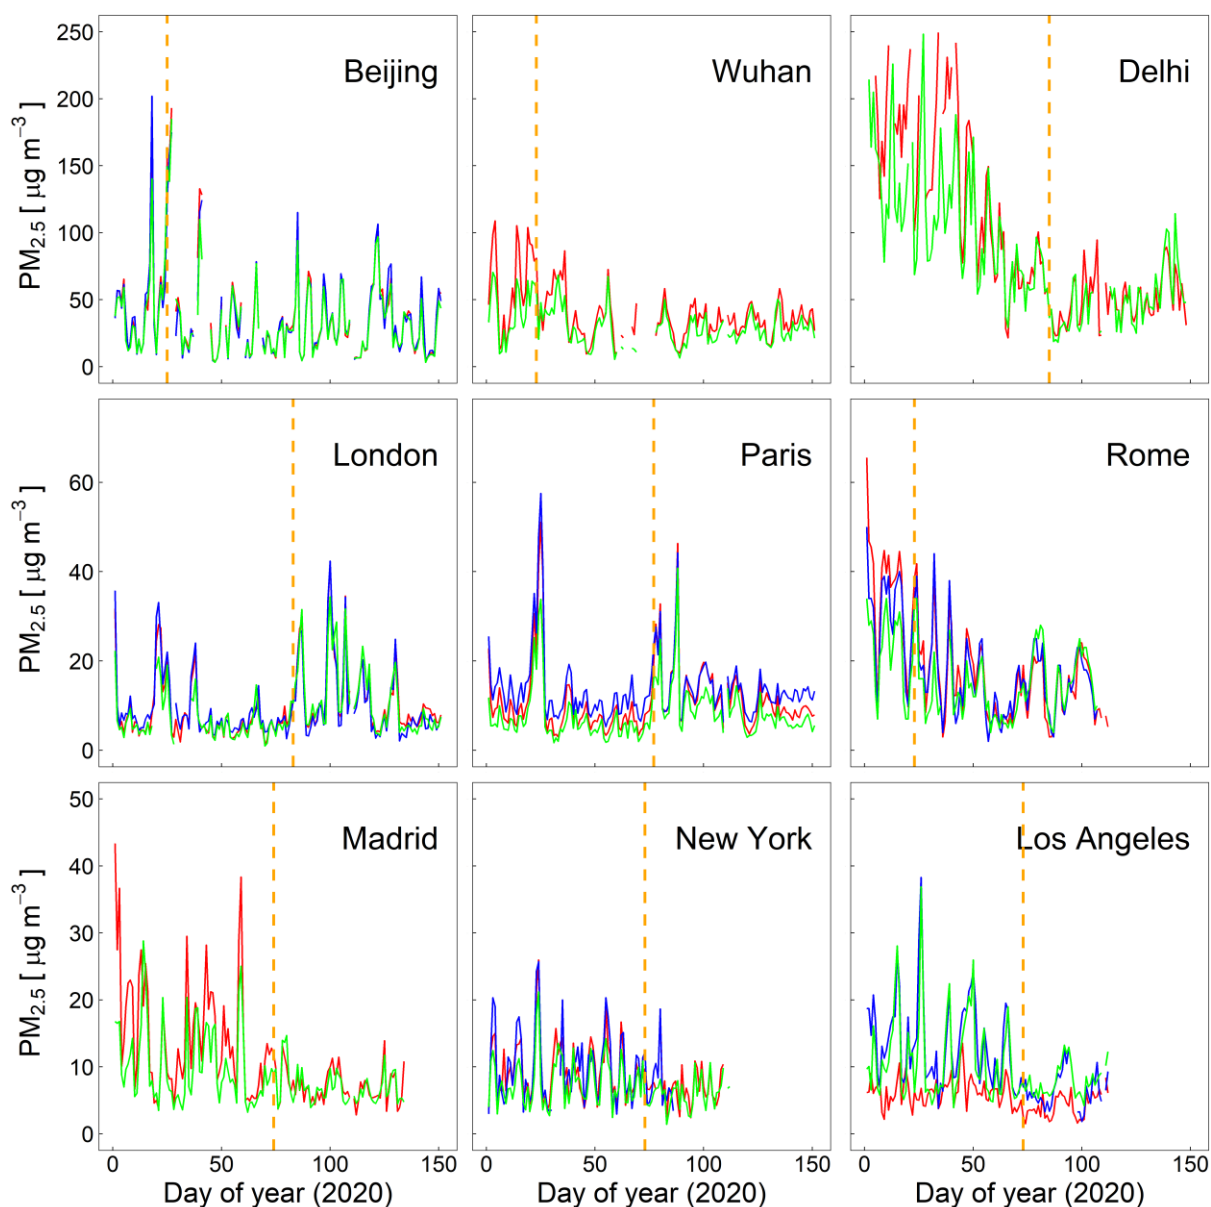 250
200
150
100
50
0
PM2.5 [ μg m−3 ]
Beijing
Wuhan
Delhi
60
40
20
0
PM2.5 [ μg m−3 ]
London
Paris
Rome
50
40
30
20
10
0
PM2.5 [ μg m−3 ]
Madrid
New York
Los Angeles
0 50 100 150 0 50 100 150 0 50 100 150
Day of year (2020) Day of year (2020) Day of year (2020)